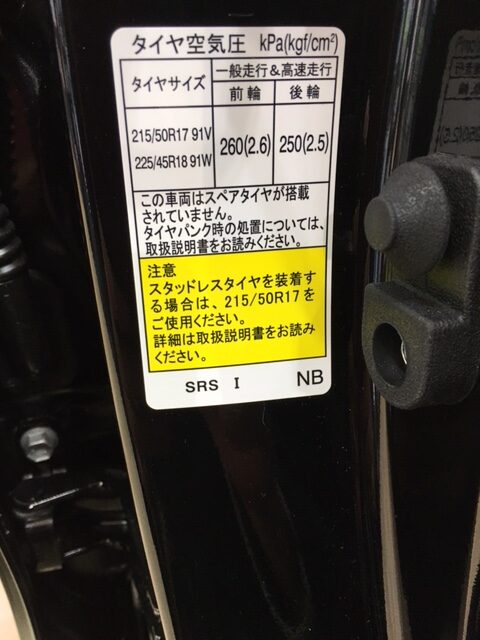 タイヤ空気圧 kPa(kgf/cm²)
タイヤサイズ 一般走行&高速走行
前輪 後輪
215/50R17 91V
225/45R18 91W
260(2.6) 250(2.5)
この車両はスペアタイヤが搭載
されていません。
タイヤパンク時の処置については、
取扱説明書をお読みください。
注意
スタッドレスタイヤを装着す
る場合は、215/50R17を
ご使用ください。
詳細は取扱説明書をお読み
ください。
SRS I NB